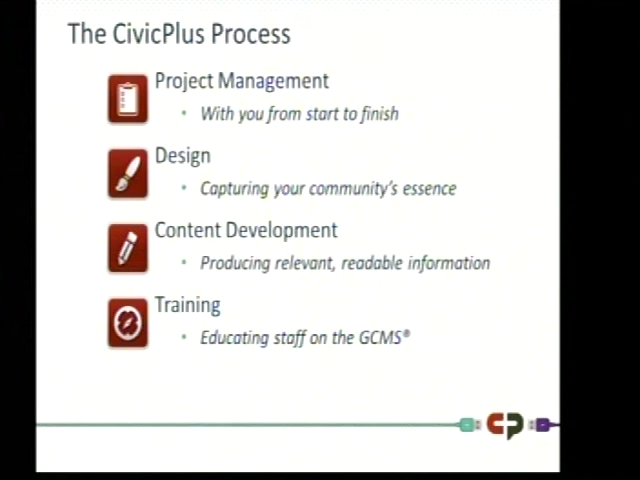 The CivicPlus Process
Project Management
• With you from start to finish
Design
• Capturing your community's essence
Content Development
• Producing relevant, readable information
Training
• Educating staff on the GCMS®
CP